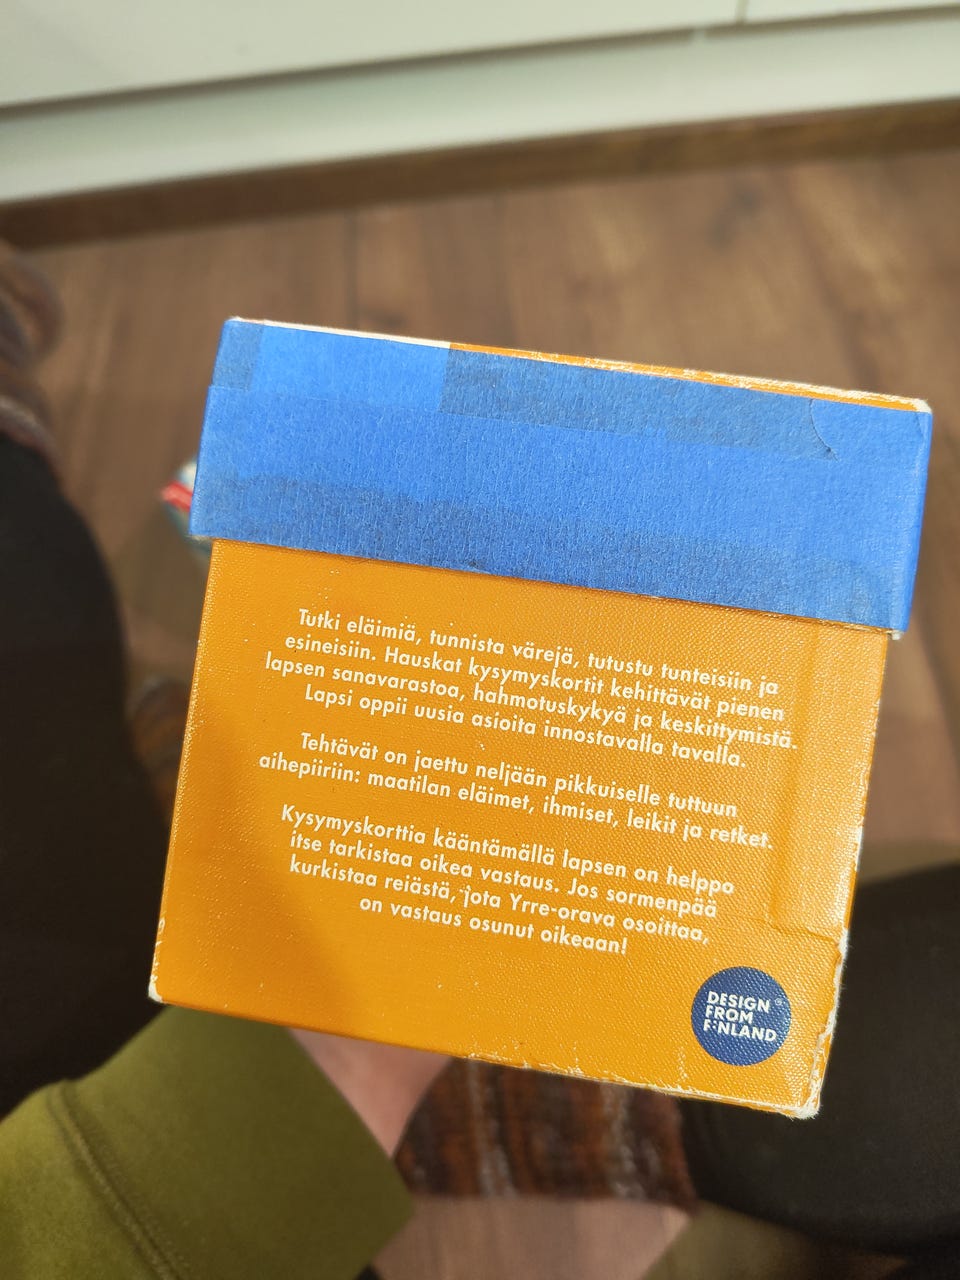 Tutki eläimiä, tunnista värejä, tutustu tunteisiin ja
esineisiin. Hauskat kysymyskortit kehittävät pienen
lapsen sanavarastoa, hahmotuskykyä ja keskittymistä.
Lapsi oppii uusia asioita innostavalla tavalla.
Tehtävät on jaettu neljään pikkuiselle tuttuun
aihepiiriin: maatilan eläimet, ihmiset, leikit ja retket.
Kysymyskorttia kääntämällä lapsen on helppo
itse tarkistaa oikea vastaus. Jos sormenpää
kurkistaa reiästä, jota Yrre-orava osoittaa,
on vastaus osunut oikeaan!
DESIGN ®
FROM
FINLAND